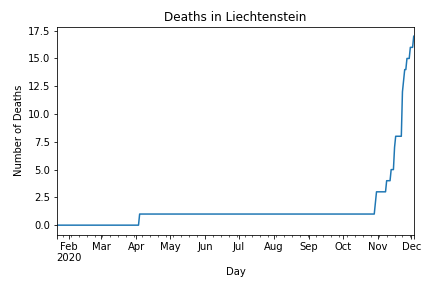 Deaths in Liechtenstein
17.5
15.0
12.5
10.0
7.5
5.0
2.5
0.0
Number of Deaths
Feb Mar Apr May Jun Jul Aug Sep Oct Nov Dec
2020
Day